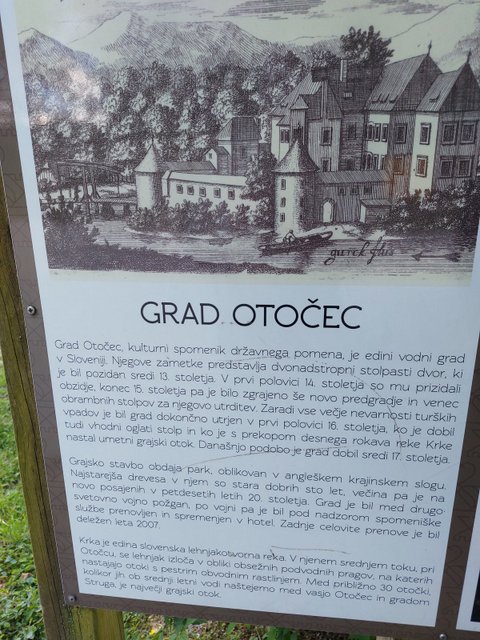 gurck flus
GRAD OTOČEC
Grad Otočec, kulturni spomenik državnega pomena, je edini vodni grad
v Sloveniji. Njegove zametke predstavlja dvonadstropni stolpasti dvor, ki
je bil pozidan sredi 13. stoletja. V prvi polovici 14. stoletja so mu prizidali
obzidje, konec 15. stoletja pa je bilo zgrajeno še novo predgradje in venec
obrambnih stolpov za njegovo utrditev. Zaradi vse večje nevarnosti turških
vpadov je bil grad dokončno utrjen v prvi polovici 16. stoletja, ko je dobil
tudi vhodni oglati stolp in ko je s prekopom desnega rokava reke Krke
nastal umetni grajski otok. Današnjo podobo je grad dobil sredi 17. stoletja.
Grajsko stavbo obdaja park, oblikovan v angleškem krajinskem slogu.
Najstarejša drevesa v njem so stara dobrih sto let, večina pa je na
novo posajenih v petdesetih letih 20. stoletja. Grad je bil med drugo
svetovno vojno požgan, po vojni pa je bil pod nadzorom spomeniške
službe prenovljen in spremenjen v hotel. Zadnje celovite prenove je bil
deležen leta 2007.
Krka je edina slovenska lehnjakotvorna reka. V njenem srednjem toku, pri
Otočcu, se lehnjak izloča v obliki obsežnih podvodnih pragov, na katerih
nastajajo otoki s pestrim obvodnim rastlinjem. Med približno 30 otočki,
kolikor jih ob srednji letni vodi naštejemo med vasjo Otočec in gradom
Struga, je največji grajski otok.